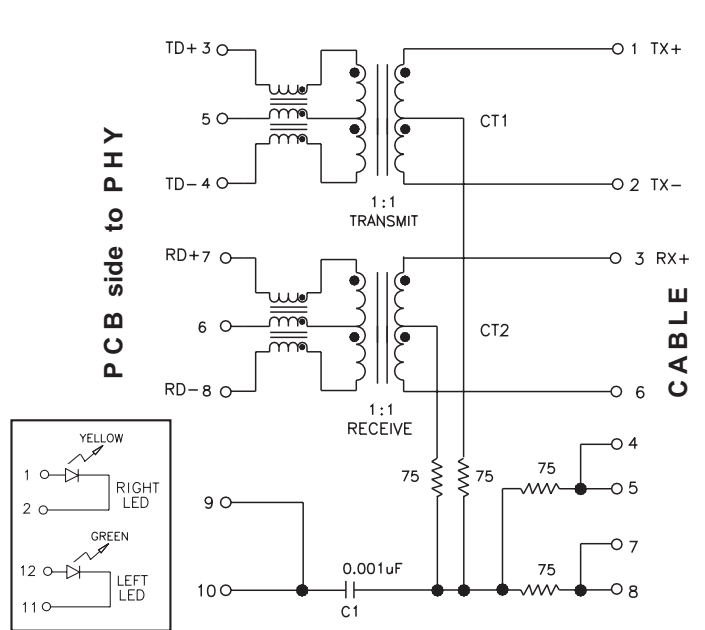 TD+ 3
1 TX+
5
CT1
TD- 4
2 TX-
1:1
TRANSMIT
PCB side to PHY
RD+7
3 RX+
6
CT2
CABLE
RD-8
6
1:1
RECEIVE
4
75
75
75
5
YELLOW
1
RIGHT
LED
2
9
7
GREEN
12
LEFT
LED
11
10
0.001uF
C1
75
8